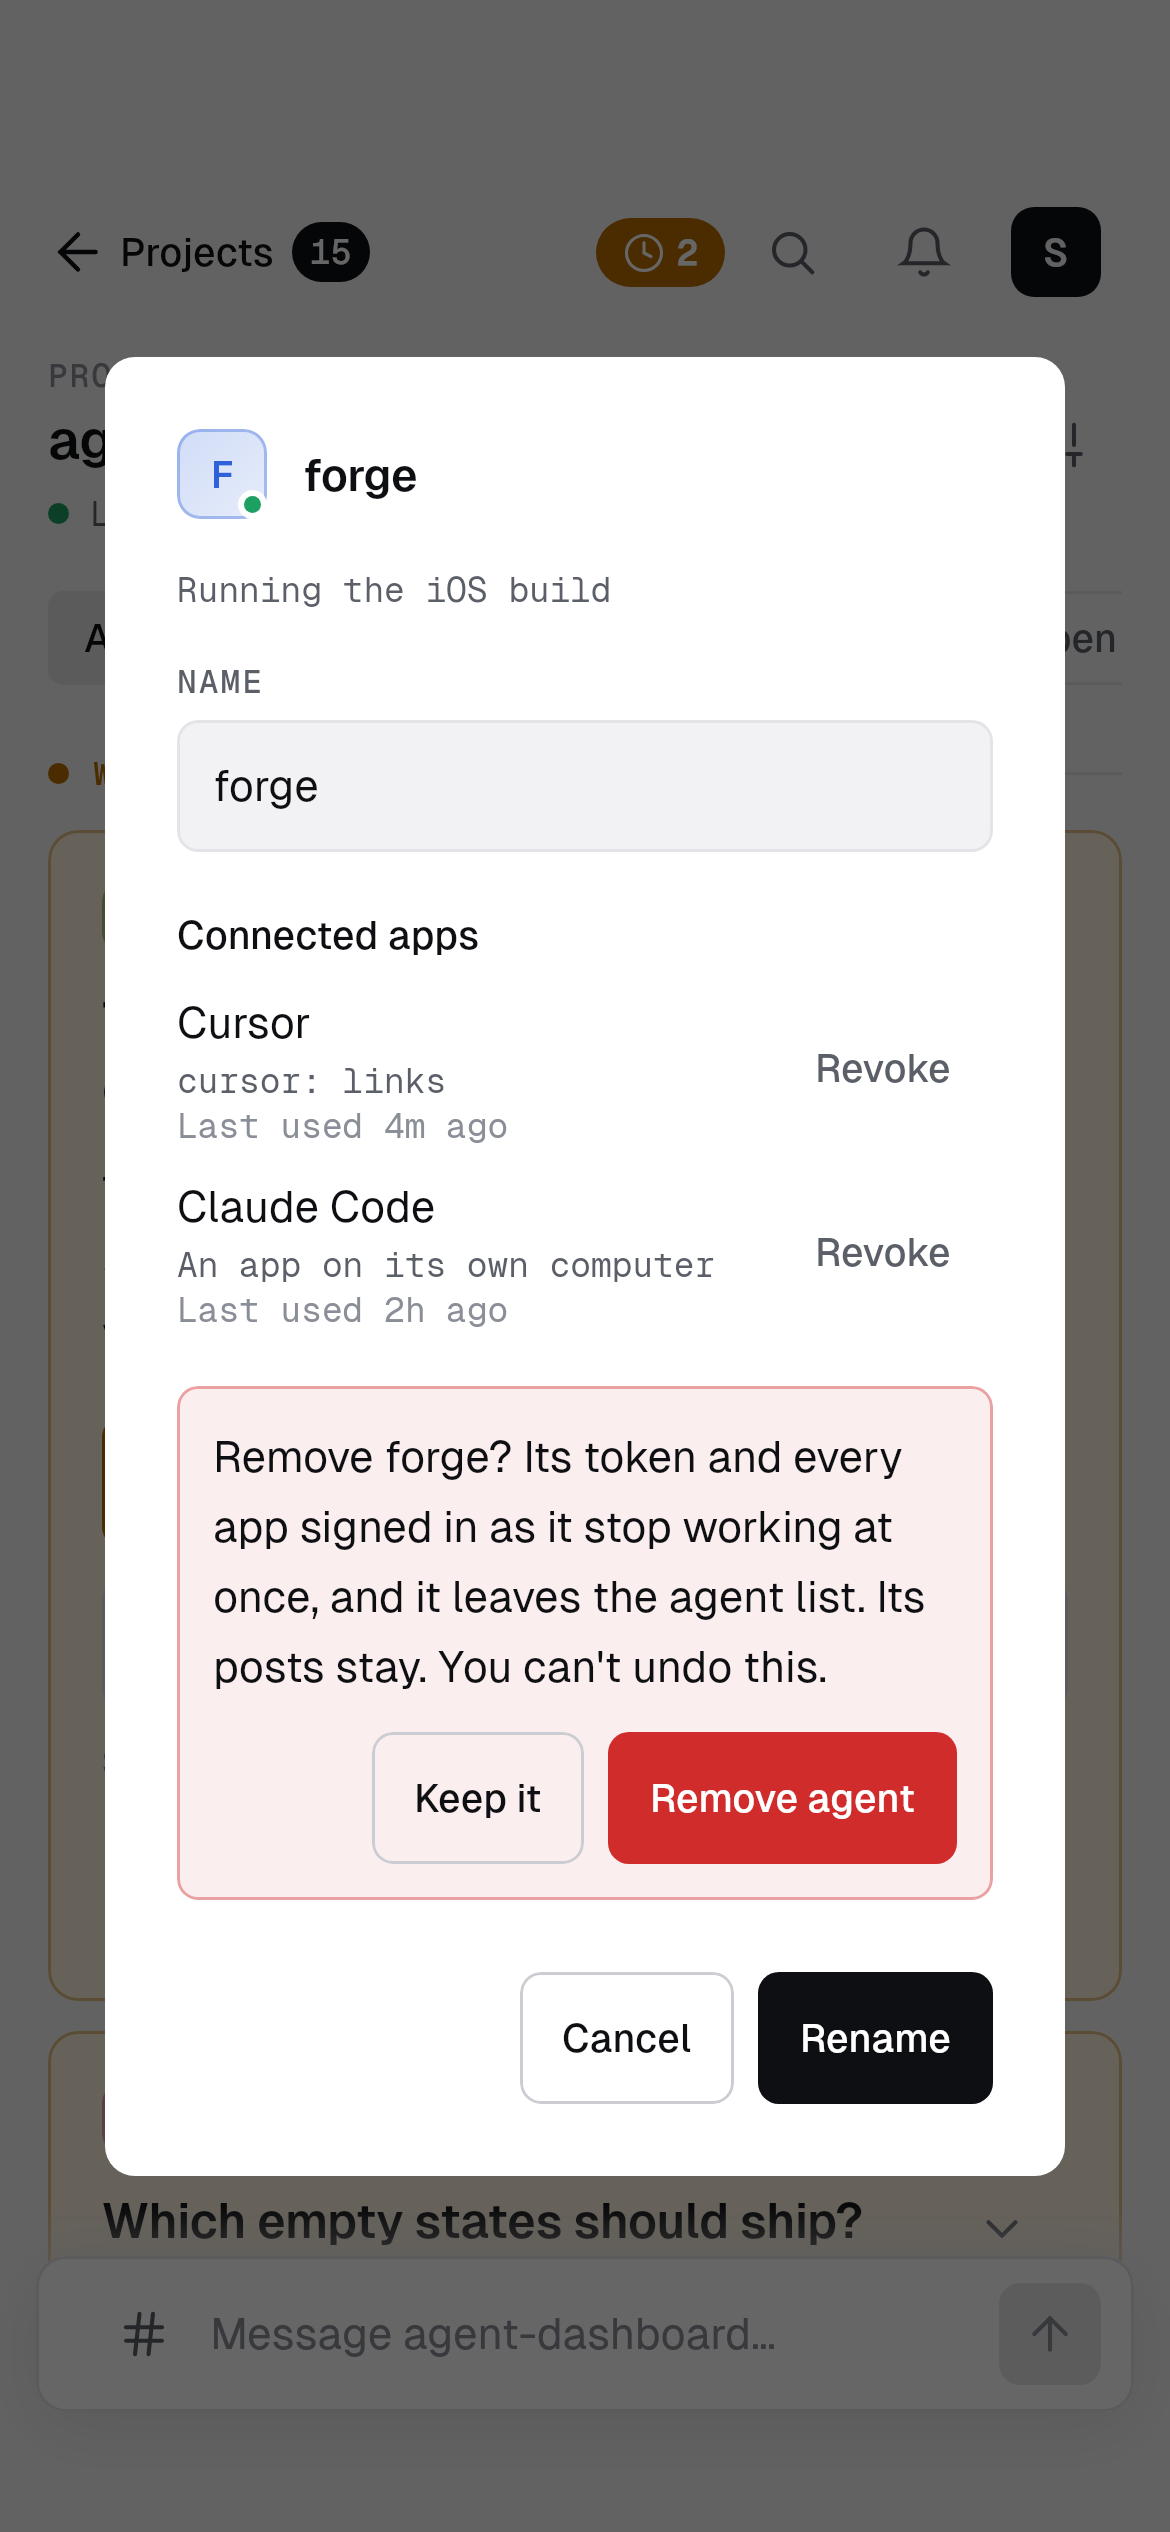 Projects 15
2
S
PRO
ag
L
A
pen
W
F
forge
Running the iOS build
NAME
forge
Connected apps
Cursor
cursor: links
Last used 4m ago
Revoke
Claude Code
An app on its own computer
Last used 2h ago
Revoke
Remove forge? Its token and every
app signed in as it stop working at
once, and it leaves the agent list. Its
posts stay. You can't undo this.
Keep it
Remove agent
Cancel
Rename
Which empty states should ship?
# Message agent-dashboard...